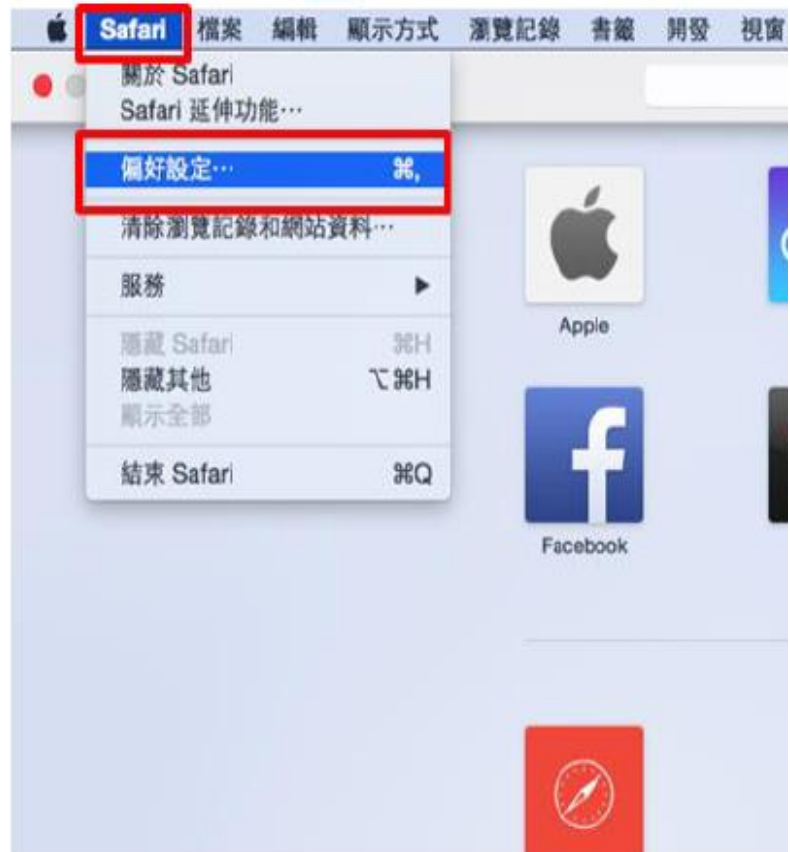 Safari 檔案 編輯 顯示方式 瀏覽記錄 書籤 開發 視窗
關於 Safari
Safari 延伸功能⋯
偏好設定⋯ ⌘,
清除瀏覽記錄和網站資料⋯
服務 ▶
隱藏 Safari ⌘H
隱藏其他 ⌥⌘H
顯示全部
結束 Safari ⌘Q
Apple
Facebook